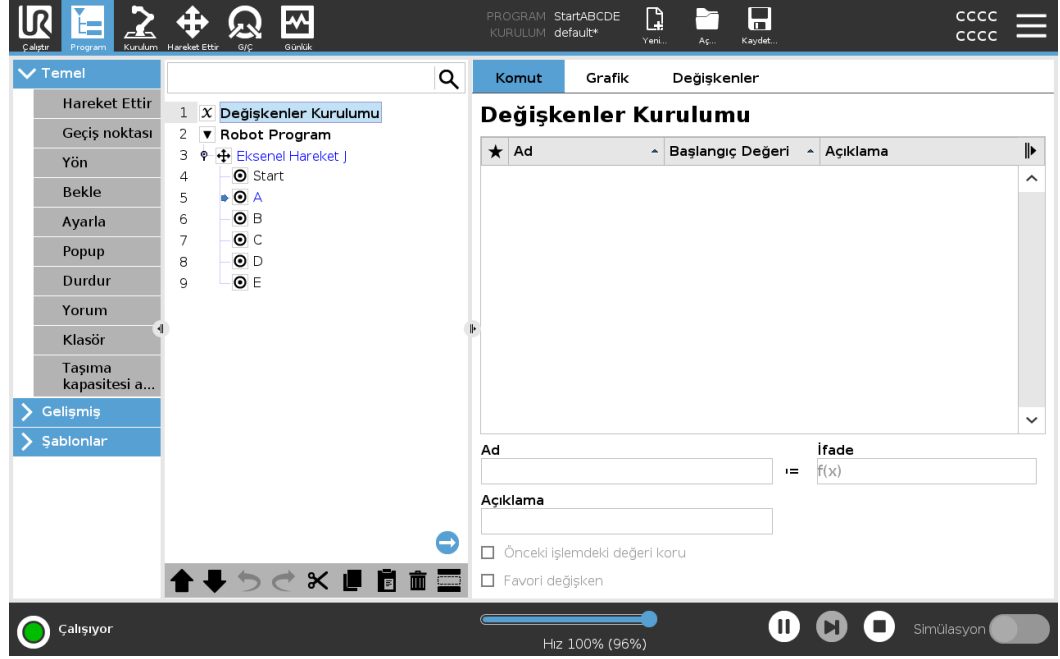 PROGRAM StartABCDE
KURULUM default*
Yeni...
Aç...
Kaydet...
CCCC
CCCC
Çalıştır
Program
Kurulum
Hareket Ettir
G/Ç
Günlük
Temel
Hareket Ettir
Geçiş noktası
Yön
Bekle
Ayarla
Popup
Durdur
Yorum
Klasör
Taşıma
kapasitesi a...
Gelişmiş
Şablonlar
1 X Değişkenler Kurulumu
2 Robot Program
3 Eksenel Hareket J
4 Start
5 A
6 B
7 C
8 D
9 E
Komut Grafik Değişkenler
Değişkenler Kurulumu
Ad Başlangıç Değeri Açıklama
Ad İfade
:= f(x)
Açıklama
Önceki işlemdeki değeri koru
Favori değişken
Çalışıyor
Hız 100% (96%)
Simülasyon